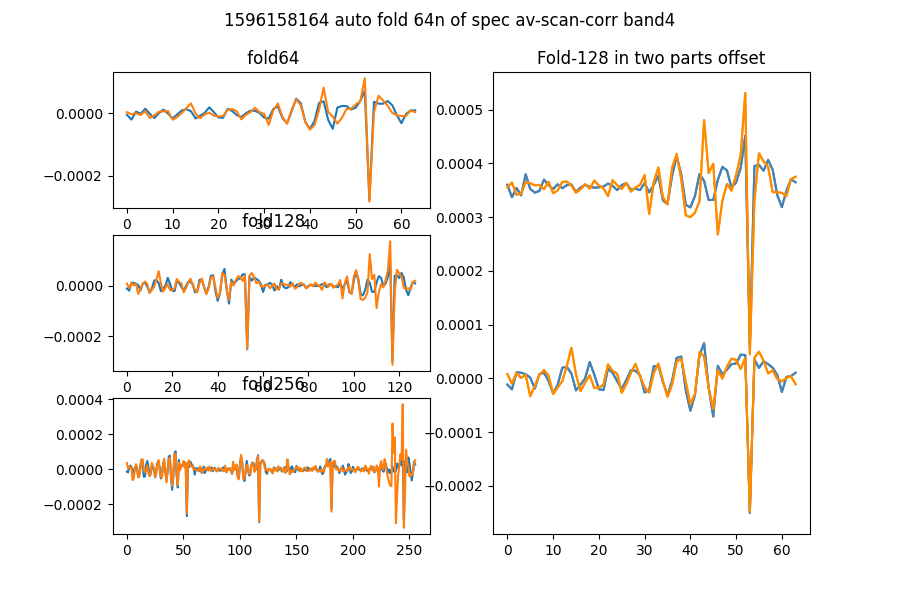 1596158164 auto fold 64n of spec av-scan-corr band4
fold64
0.0000
−0.0002
0 10 20 30 40 50 60
fold128
0.0000
−0.0002
0 20 40 60 80 100 120
fold256
0.0004
0.0002
0.0000
−0.0002
0 50 100 150 200 250
Fold-128 in two parts offset
0.0005
0.0004
0.0003
0.0002
0.0001
0.0000
−0.0001
−0.0002
0 10 20 30 40 50 60